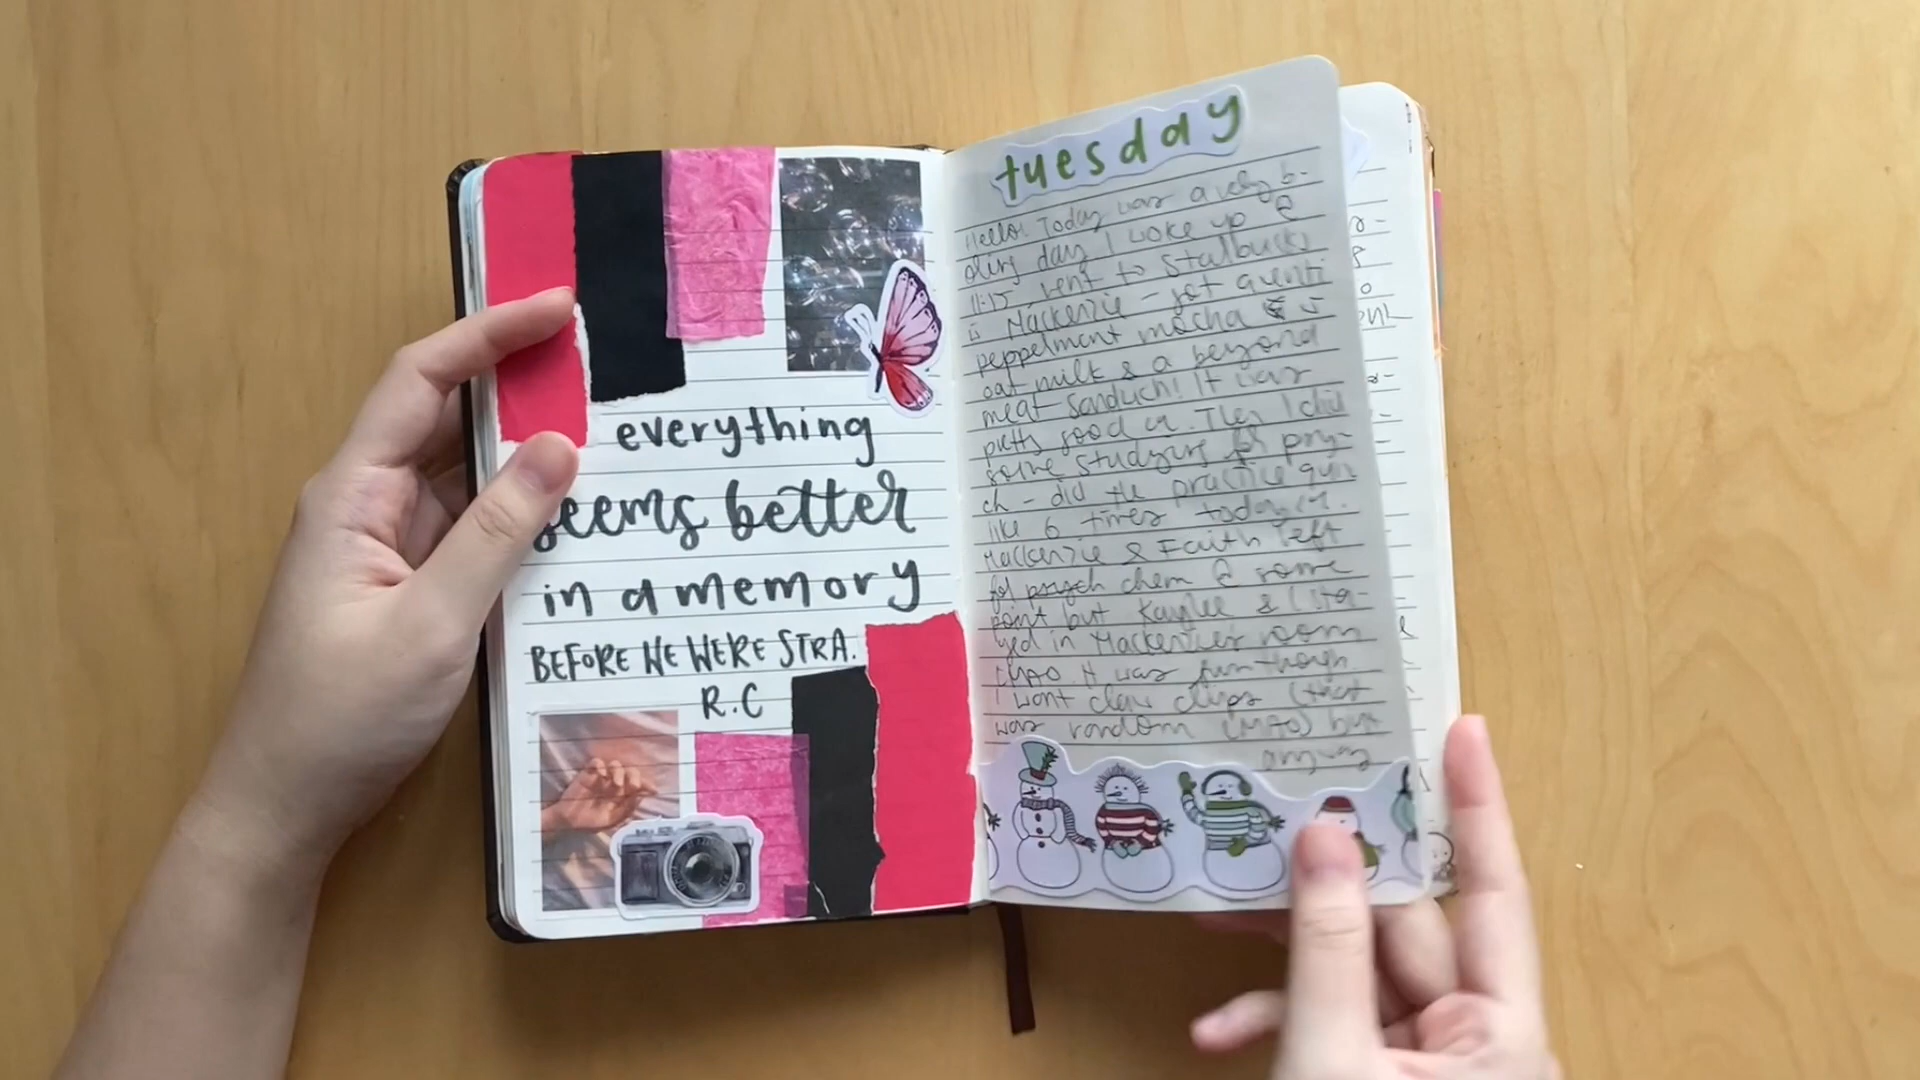 everything
seems better
in a memory
BEFORE WE WERE STRA.
R.C
tuesday
Hello! Today was a very b-
oring day. I woke up @
11:15, went to Starbucks
Mackenzie - got a venti
peppermint mocha
oat milk & a beyond
meat sandwich! It was
pretty good. Then I did
some studying for psy-
ch - did the practice quiz
like 6 times today
Mackenzie & Faith left
for psych chem @ some
point but Kaylee & I sta-
yed in Mackenzie's room
LMAO. It was fun though
I want claw clips (that
was random LMAO) but
anyway